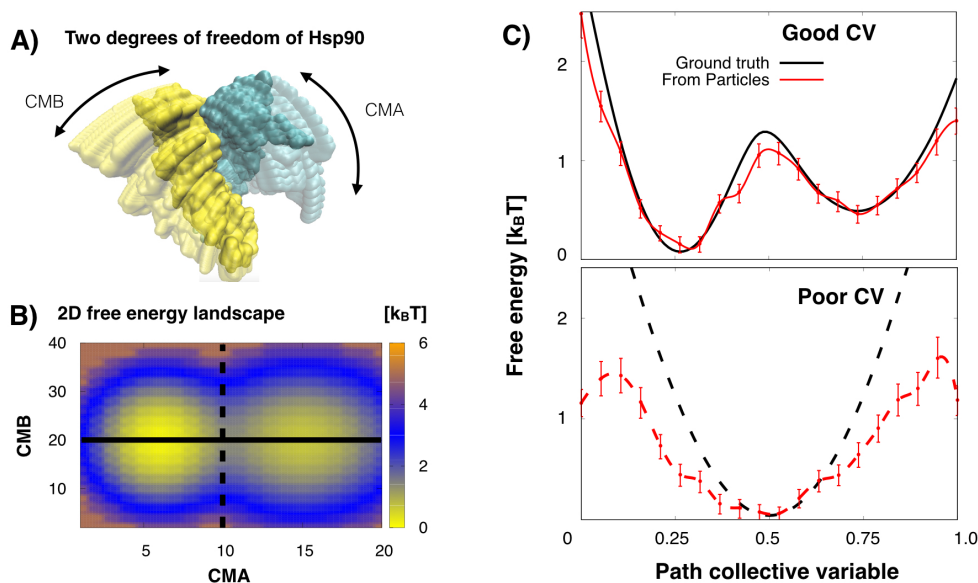 A)
Two degrees of freedom of Hsp90
CMB
CMA
B)
2D free energy landscape
[kBT]
40
30
20
10
CMB
5
10
15
20
CMA
6
4
2
0
C)
Good CV
Ground truth
From Particles
2
1
0
Free energy [kBT]
Poor CV
2
1
0
0.25
0.5
0.75
1.0
Path collective variable